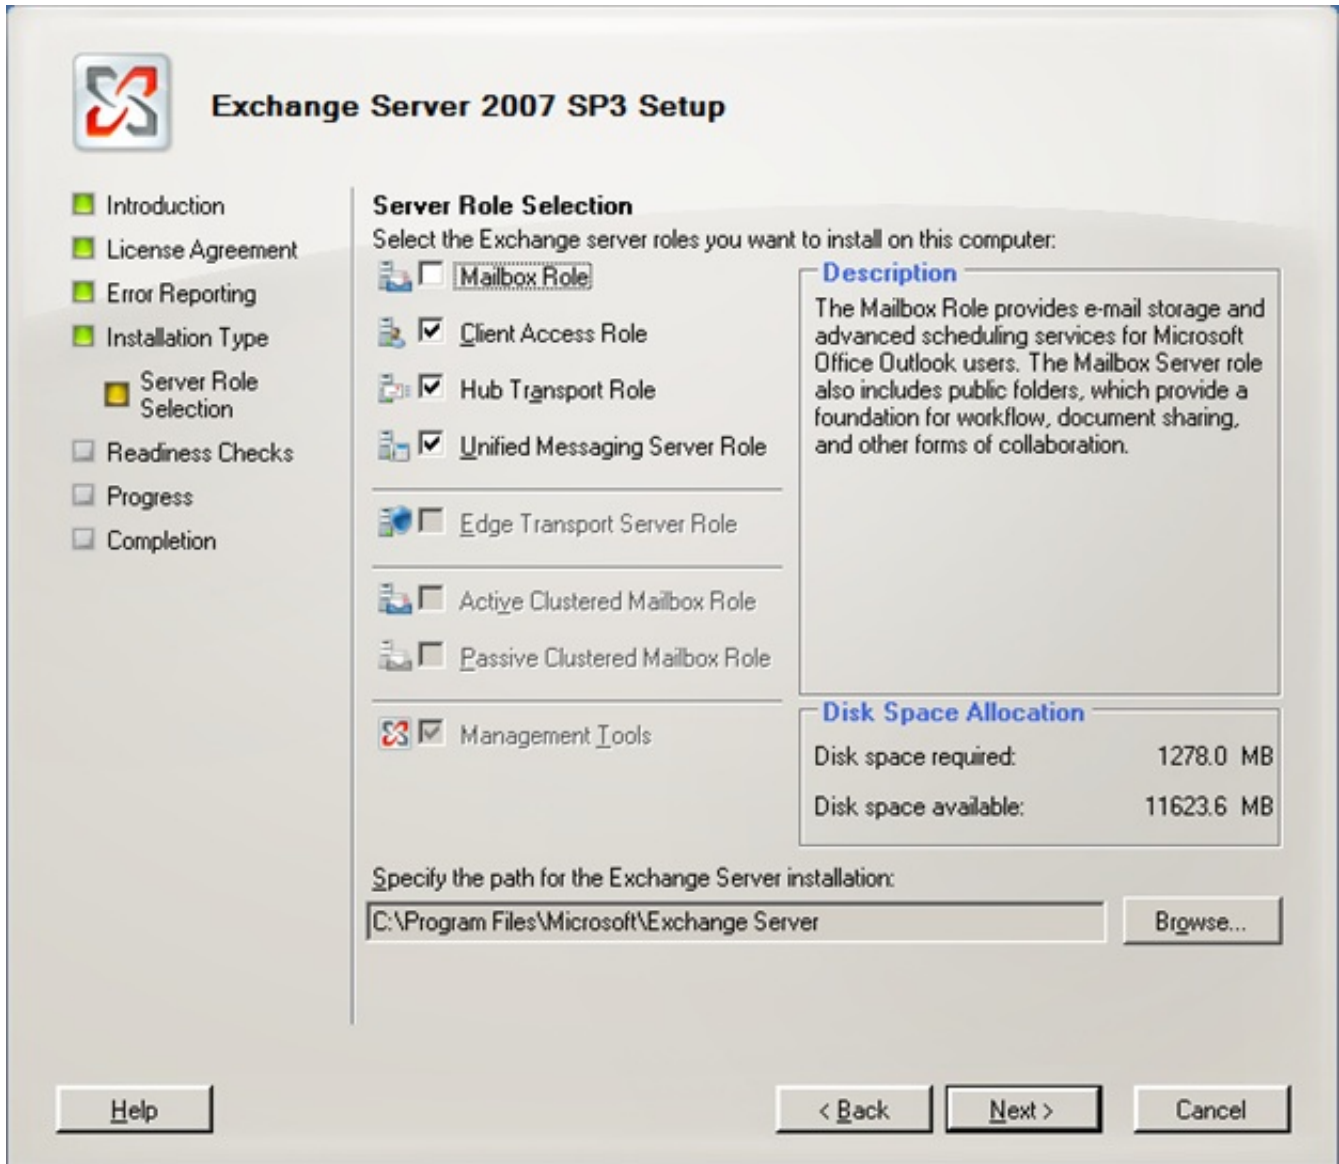 Exchange Server 2007 SP3 Setup
Introduction
License Agreement
Error Reporting
Installation Type
Server Role
Selection
Readiness Checks
Progress
Completion
Server Role Selection
Select the Exchange server roles you want to install on this computer:
Mailbox Role
Client Access Role
Hub Transport Role
Unified Messaging Server Role
Edge Transport Server Role
Active Clustered Mailbox Role
Passive Clustered Mailbox Role
Management Tools
Description
The Mailbox Role provides e-mail storage and
advanced scheduling services for Microsoft
Office Outlook users. The Mailbox Server role
also includes public folders, which provide a
foundation for workflow, document sharing,
and other forms of collaboration.
Disk Space Allocation
Disk space required: 1278.0 MB
Disk space available: 11623.6 MB
Specify the path for the Exchange Server installation:
C:\Program Files\Microsoft\Exchange Server
Browse...
Help
< Back
Next >
Cancel